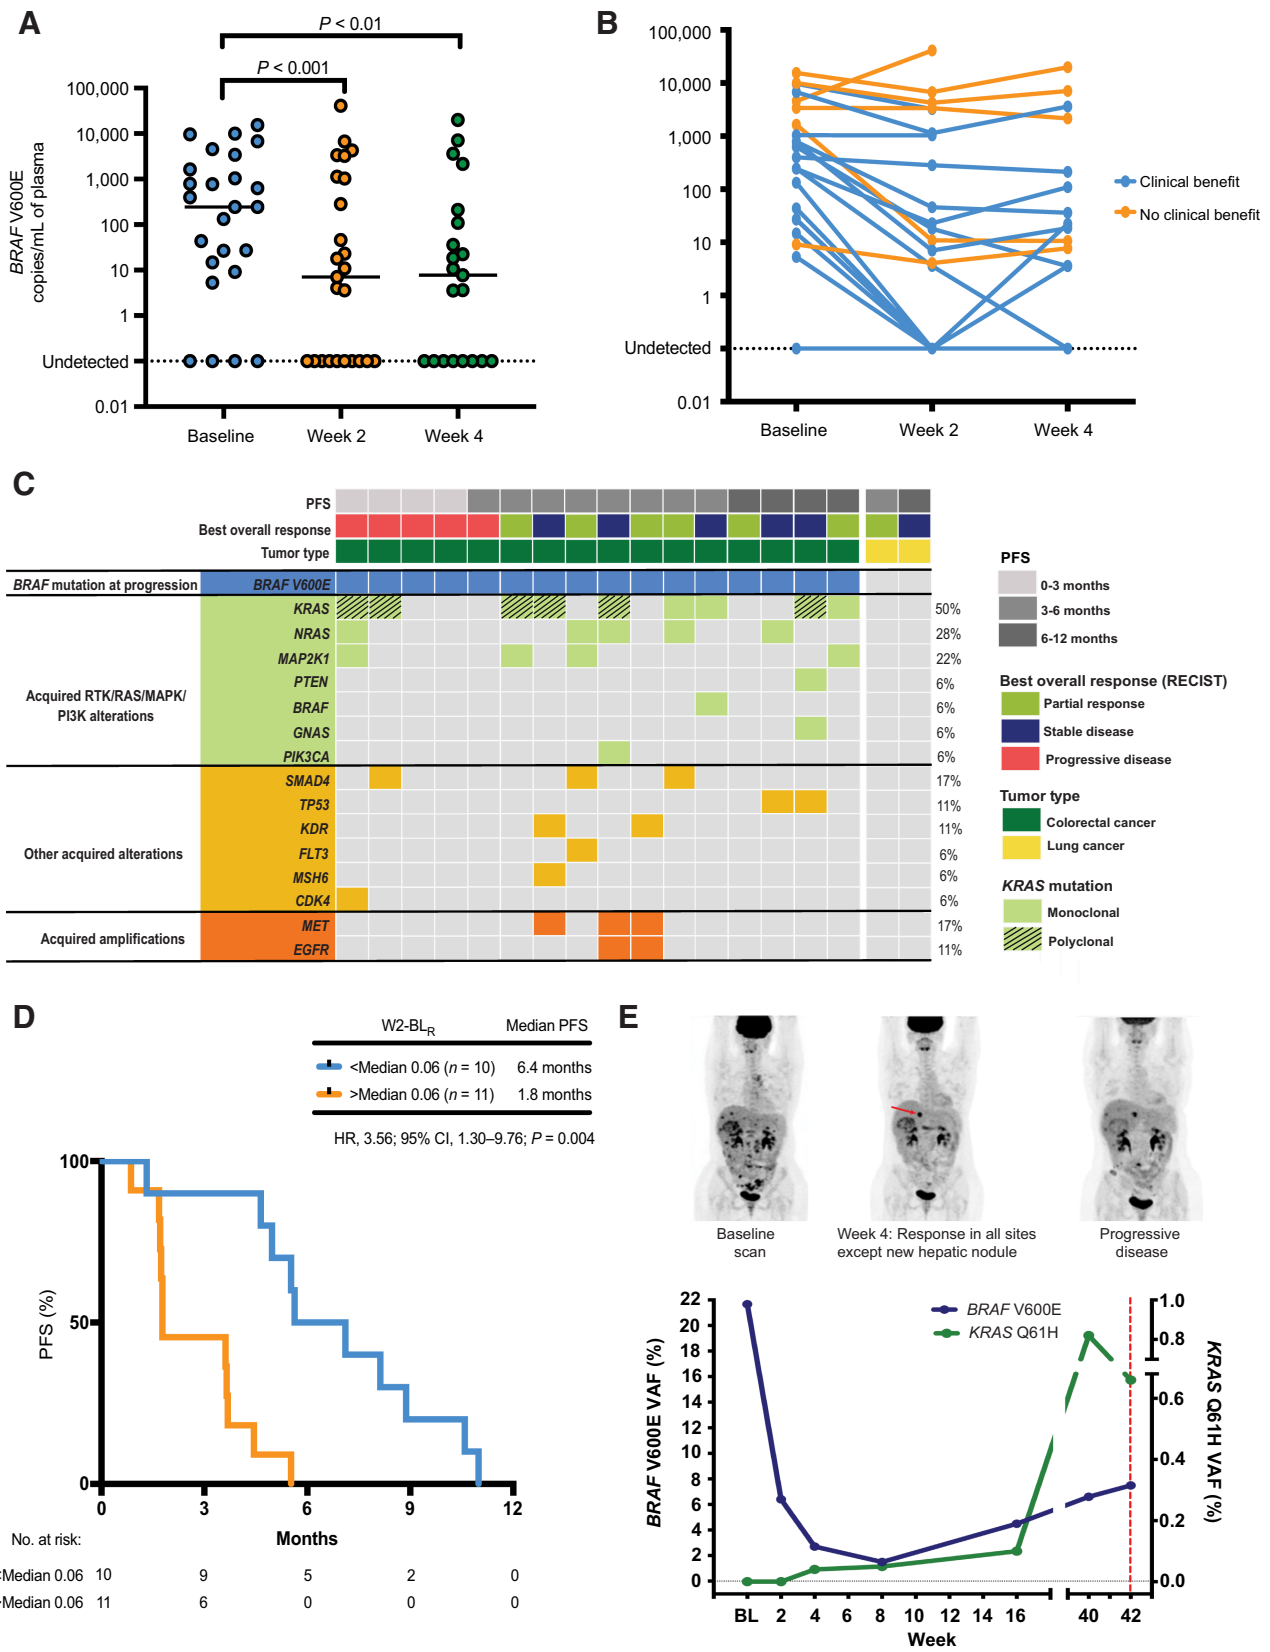 A
P < 0.01
P < 0.001
BRAF V600E
copies/mL of plasma
100,000
10,000
1,000
100
10
1
Undetected
0.01
Baseline
Week 2
Week 4
B
100,000
10,000
1,000
100
10
1
Undetected
0.01
Baseline
Week 2
Week 4
Clinical benefit
No clinical benefit
C
PFS
Best overall response
Tumor type
BRAF mutation at progression
BRAF V600E
Acquired RTK/RAS/MAPK/
PI3K alterations
KRAS
50%
NRAS
28%
MAP2K1
22%
PTEN
6%
BRAF
6%
GNAS
6%
PIK3CA
6%
Other acquired alterations
SMAD4
17%
TP53
11%
KDR
11%
FLT3
6%
MSH6
6%
CDK4
6%
Acquired amplifications
MET
17%
EGFR
11%
PFS
0-3 months
3-6 months
6-12 months
Best overall response (RECIST)
Partial response
Stable disease
Progressive disease
Tumor type
Colorectal cancer
Lung cancer
KRAS mutation
Monoclonal
Polyclonal
D
W2-BLR Median PFS
<Median 0.06 (n = 10) 6.4 months
>Median 0.06 (n = 11) 1.8 months
HR, 3.56; 95% CI, 1.30–9.76; P = 0.004
PFS (%)
100
50
0
0 3 6 9 12
Months
No. at risk:
<Median 0.06 10 9 5 2 0
Median 0.06 11 6 0 0 0
E
Baseline
scan
Week 4: Response in all sites
except new hepatic nodule
Progressive
disease
BRAF V600E VAF (%)
22
20
18
16
14
12
10
8
6
4
2
0
BRAF V600E
KRAS Q61H
1.0
0.8
0.6
0.4
0.2
0.0
KRAS Q61H VAF (%)
BL 2 4 6 8 10 12 14 16 40 42
Week